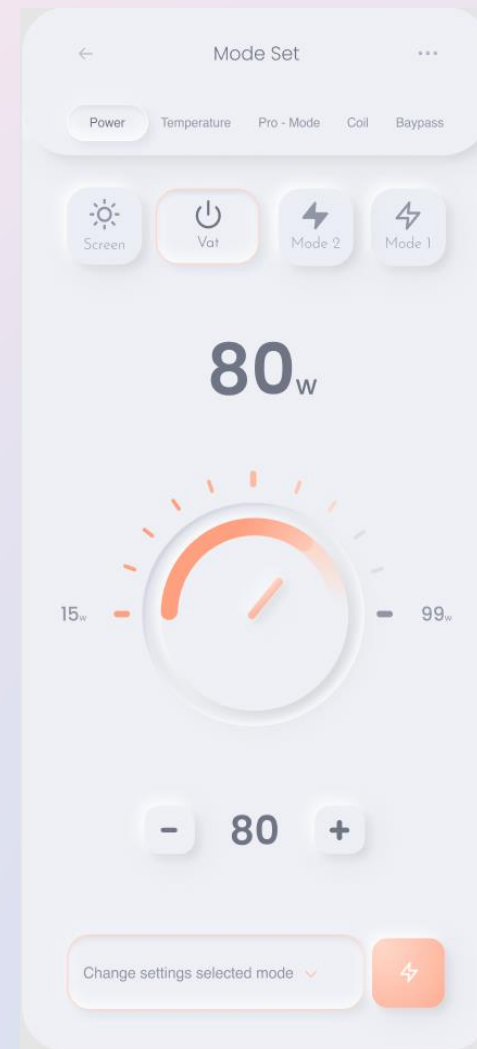 Mode Set
Power Temperature Pro - Mode Coil Baypass
Screen Vat Mode 2 Mode 1
80w
15w 99w
- 80 +
Change settings selected mode